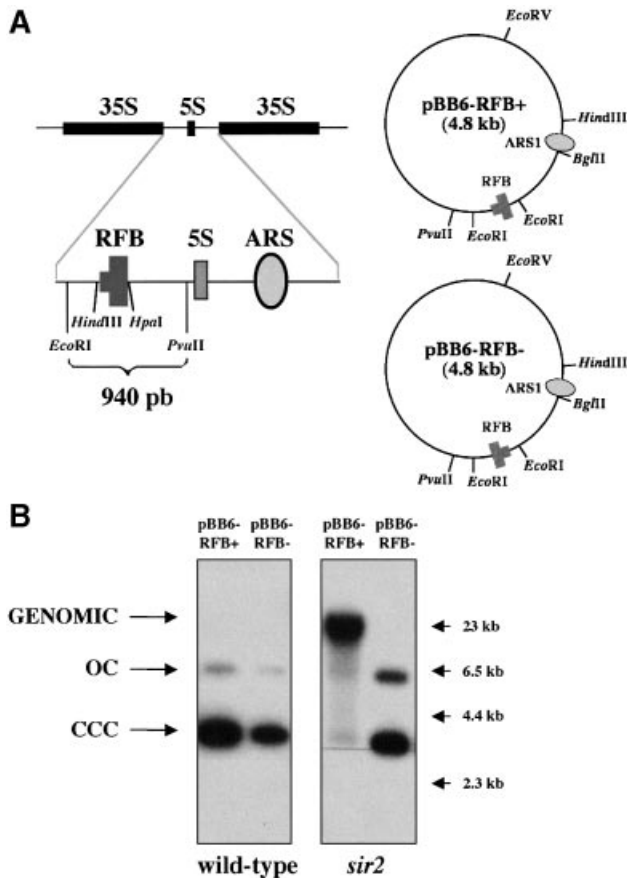 A
35S 5S 35S
RFB 5S ARS
HindIII HpaI
EcoRI PvuII
940 pb
EcoRV
pBB6-RFB+
(4.8 kb)
HindIII
ARS1
BglII
RFB
EcoRI
PvuII
EcoRI
EcoRV
pBB6-RFB-
(4.8 kb)
HindIII
ARS1
BglII
RFB
EcoRI
PvuII
EcoRI
B
pBB6- pBB6- pBB6- pBB6-
RFB+ RFB- RFB+ RFB-
GENOMIC
23 kb
OC
6.5 kb
4.4 kb
CCC
2.3 kb
wild-type sir2